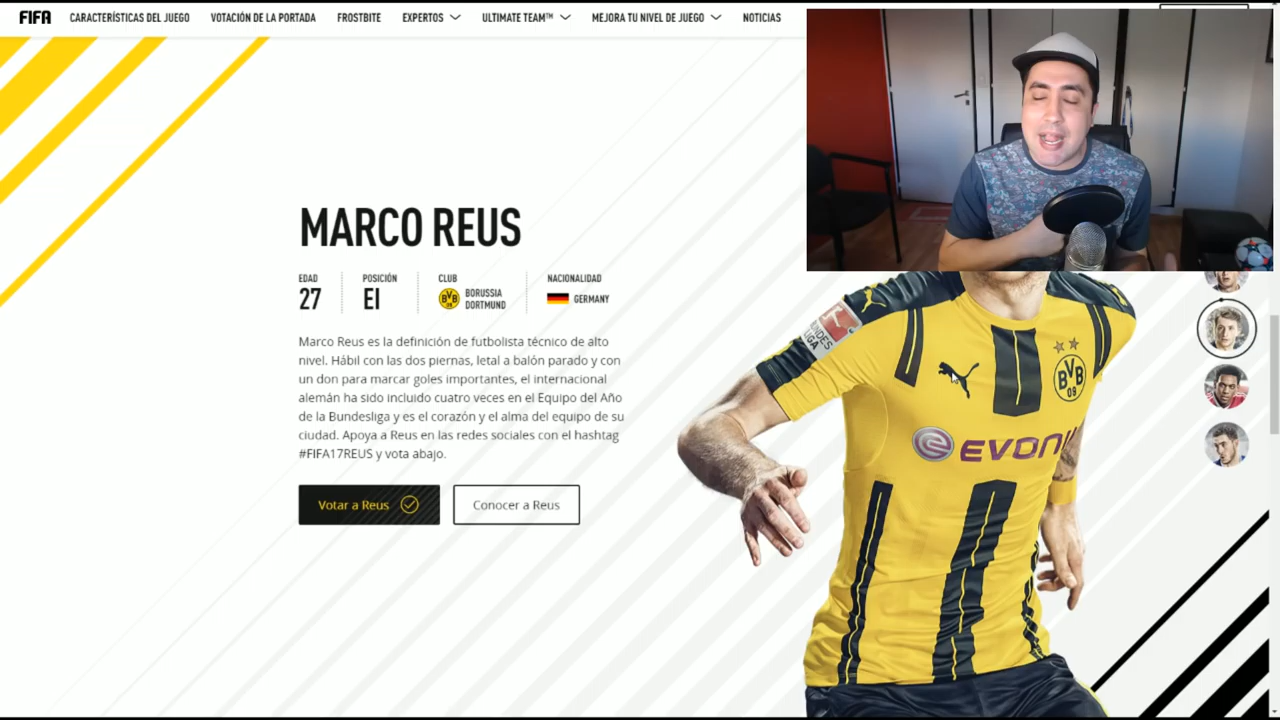 FIFA CARACTERÍSTICAS DEL JUEGO VOTACIÓN DE LA PORTADA FROSTBITE EXPERTOS ULTIMATE TEAM™ MEJORA TU NIVEL DE JUEGO NOTICIAS
MARCO REUS
EDAD POSICIÓN CLUB NACIONALIDAD
27 EI BORUSSIA DORTMUND GERMANY
Marco Reus es la definición de futbolista técnico de alto
nivel. Hábil con las dos piernas, letal a balón parado y con
un don para marcar goles importantes, el internacional
alemán ha sido incluido cuatro veces en el Equipo del Año
de la Bundesliga y es el corazón y el alma del equipo de su
ciudad. Apoya a Reus en las redes sociales con el hashtag
#FIFA17REUS y vota abajo.
Votar a Reus Conocer a Reus
BUNDES
LIGA
BVB
09
EVONI